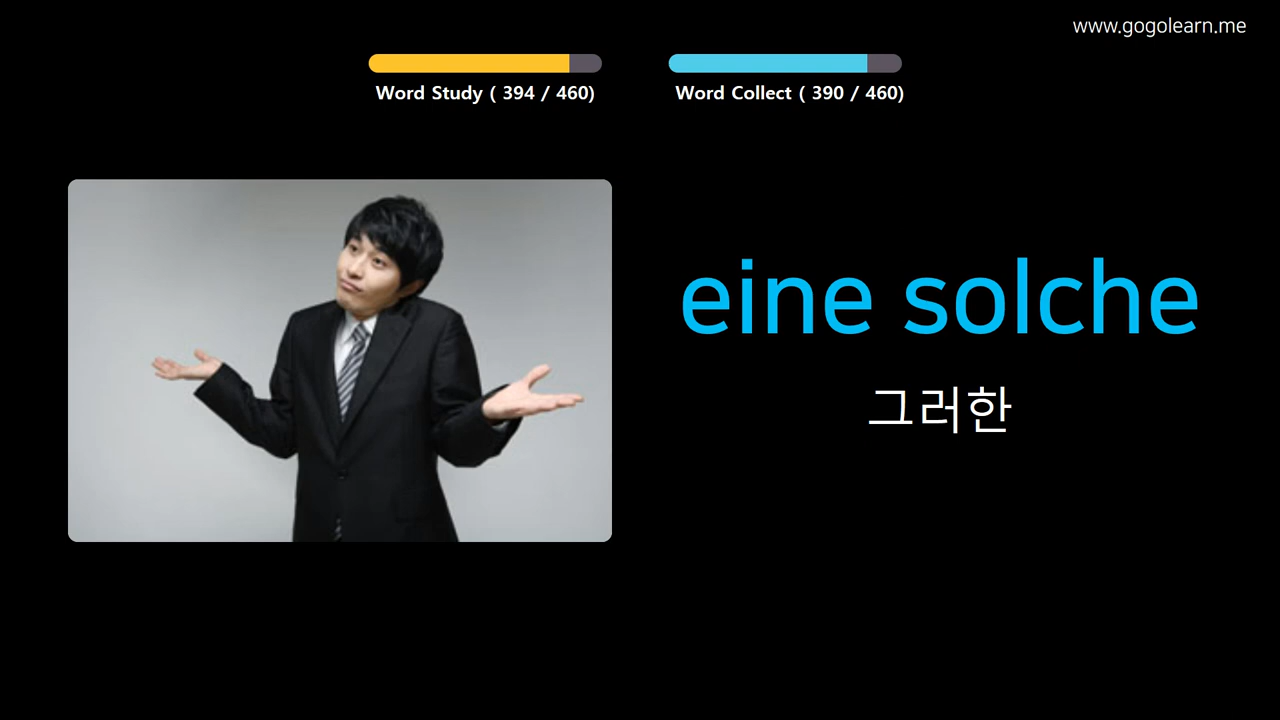 www.gogolearn.me
Word Study ( 394 / 460)
Word Collect ( 390 / 460)
eine solche
그러한